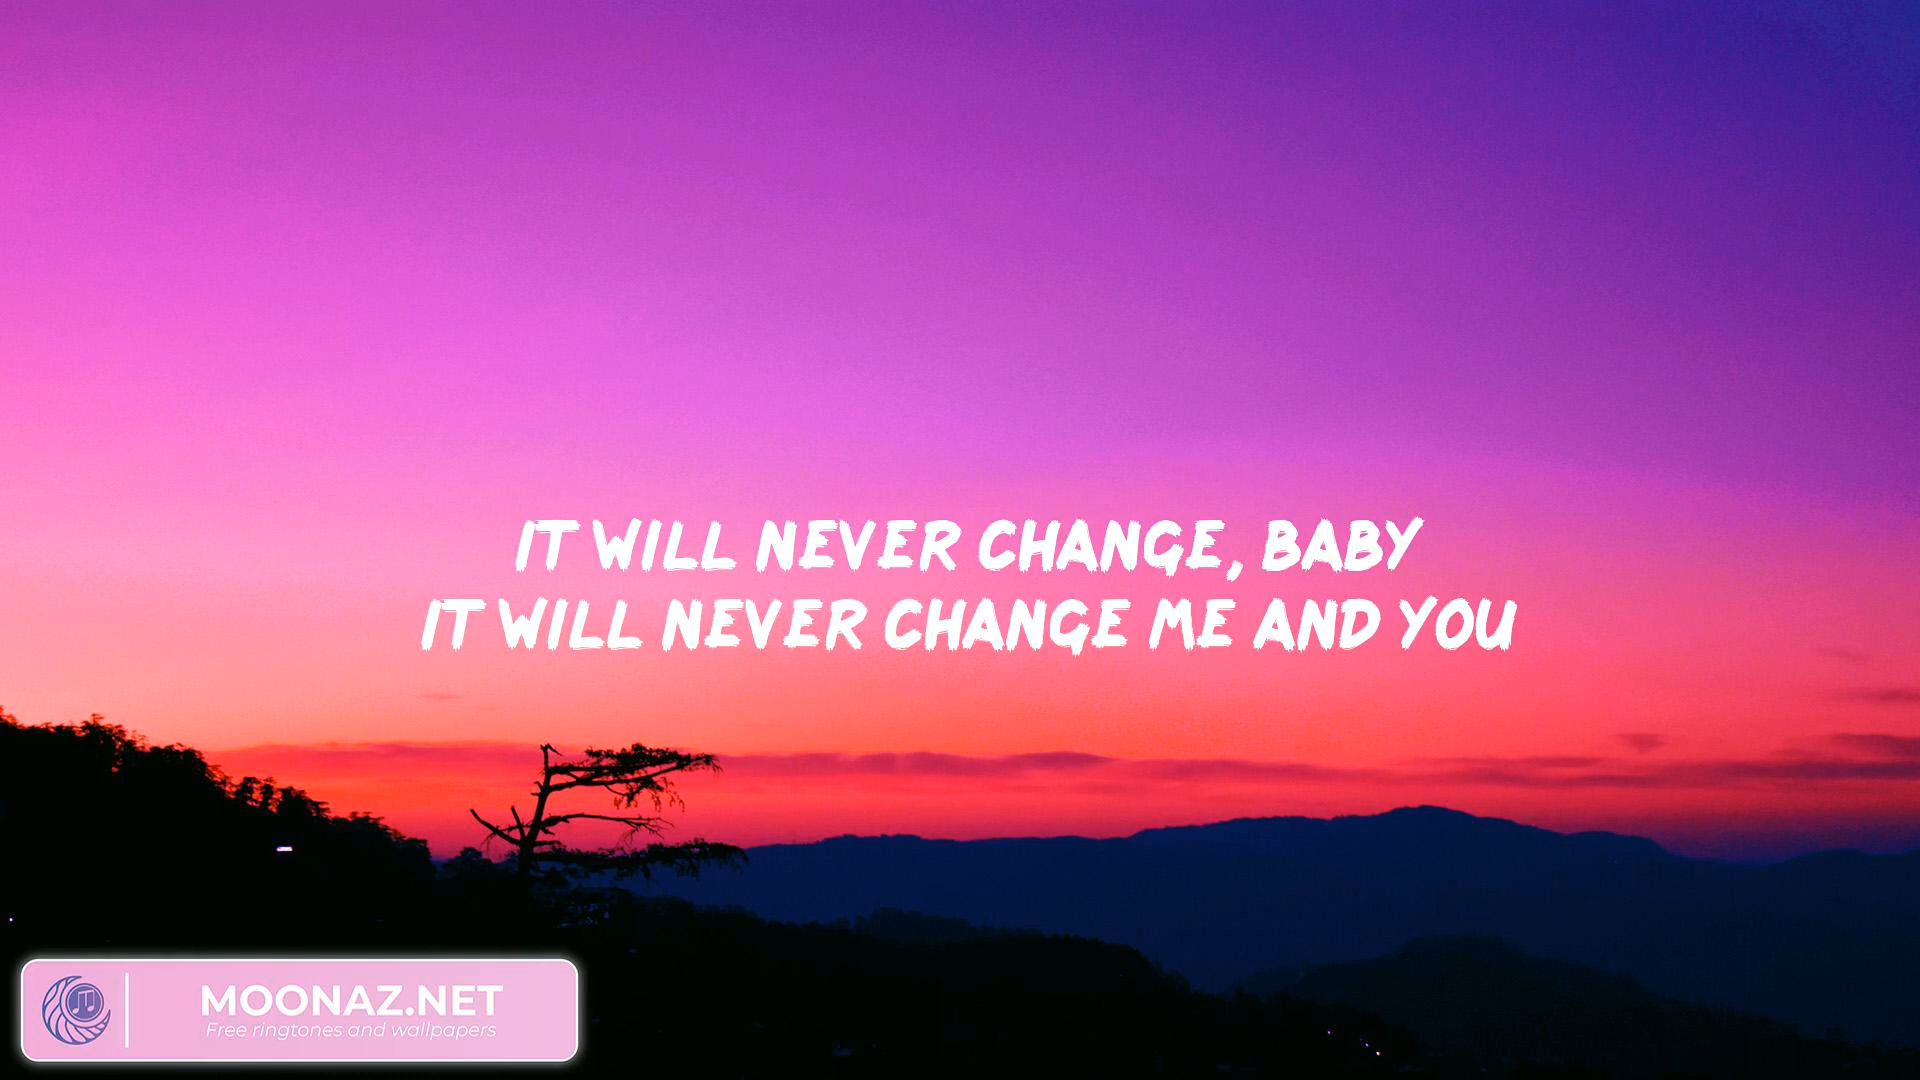 IT WILL NEVER CHANGE, BABY
IT WILL NEVER CHANGE ME AND YOU
MOONAZ.NET
Free ringtones and wallpapers